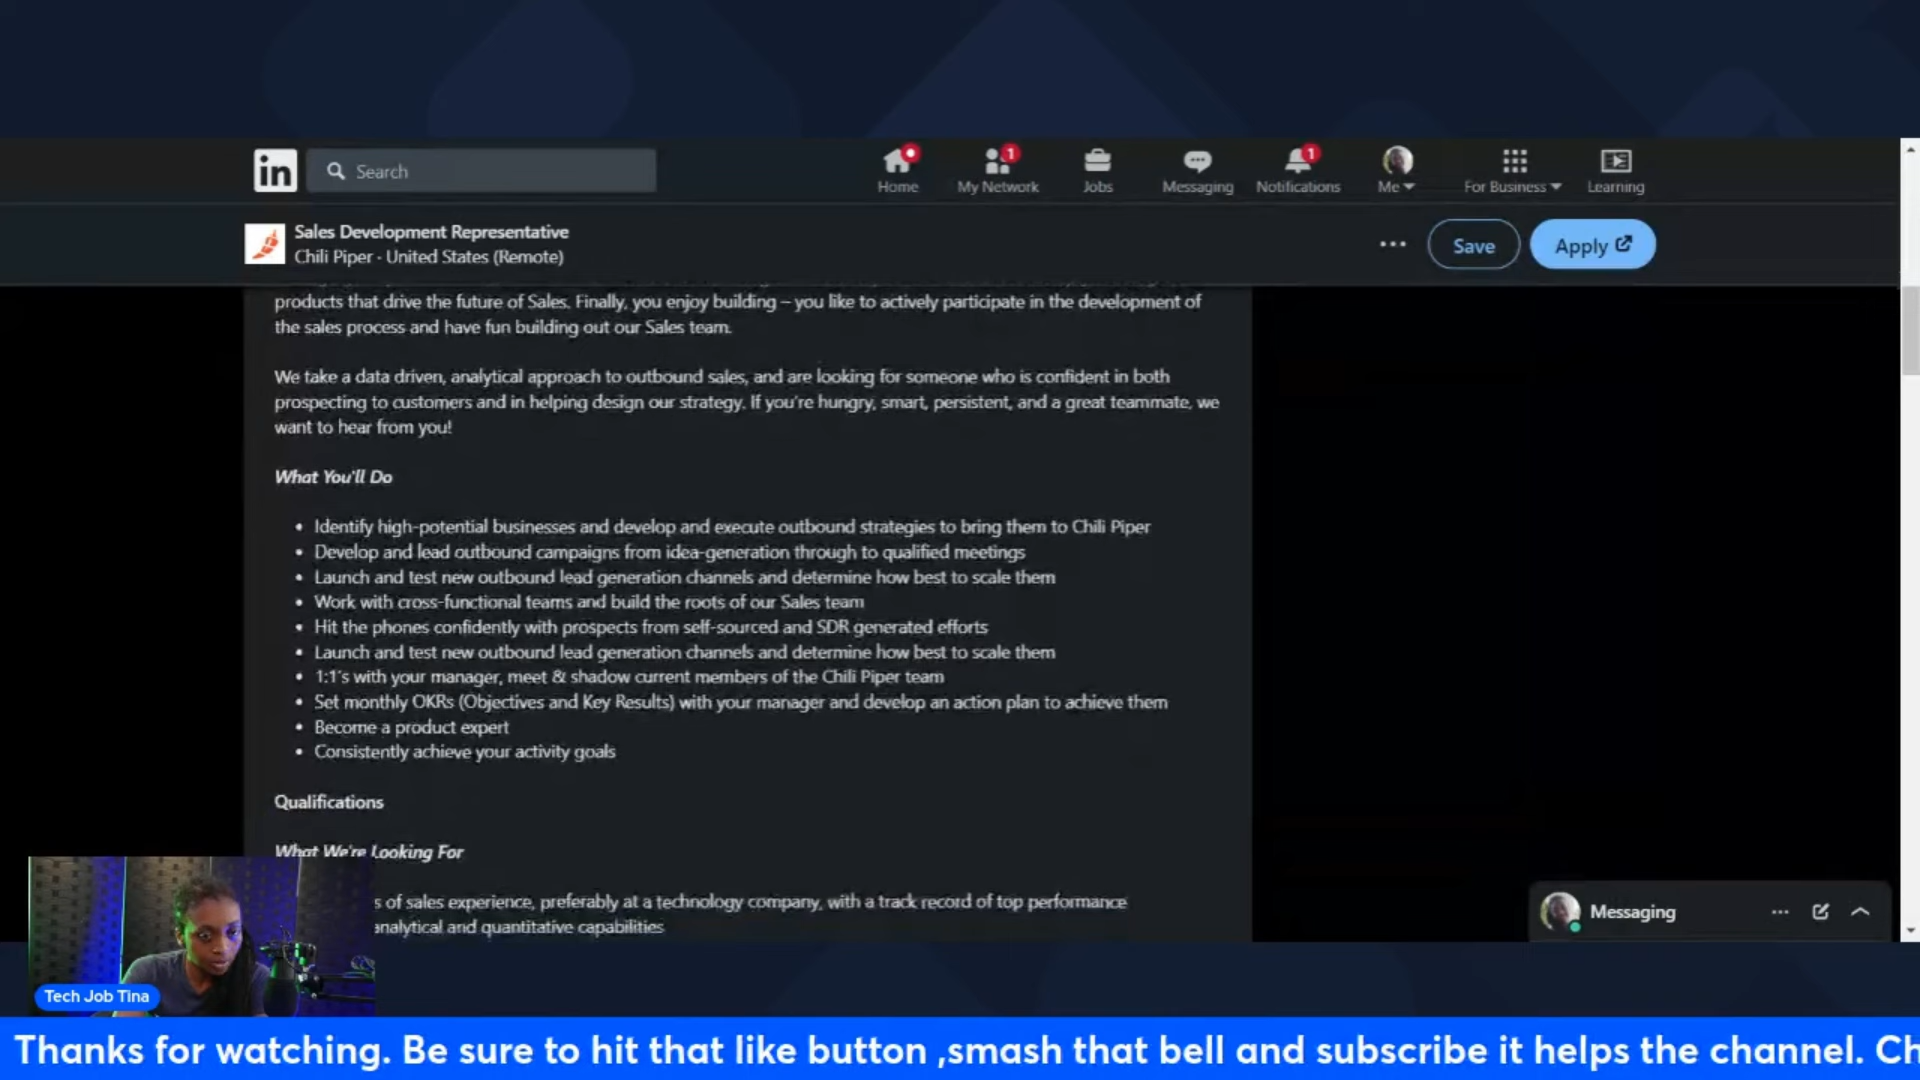 in
Search
Home
1
My Network
Jobs
Messaging
1
Notifications
Me
For Business
Learning
Sales Development Representative
Chili Piper - United States (Remote)
Save
Apply
products that drive the future of Sales. Finally, you enjoy building – you like to actively participate in the development of
the sales process and have fun building out our Sales team.
We take a data driven, analytical approach to outbound sales, and are looking for someone who is confident in both
prospecting to customers and in helping design our strategy. If you're hungry, smart, persistent, and a great teammate, we
want to hear from you!
What You'll Do
• Identify high-potential businesses and develop and execute outbound strategies to bring them to Chili Piper
• Develop and lead outbound campaigns from idea-generation through to qualified meetings
• Launch and test new outbound lead generation channels and determine how best to scale them
• Work with cross-functional teams and build the roots of our Sales team
• Hit the phones confidently with prospects from self-sourced and SDR generated efforts
• Launch and test new outbound lead generation channels and determine how best to scale them
• 1:1's with your manager, meet & shadow current members of the Chili Piper team
• Set monthly OKRs (Objectives and Key Results) with your manager and develop an action plan to achieve them
• Become a product expert
• Consistently achieve your activity goals
Qualifications
What We're Looking For
s of sales experience, preferably at a technology company, with a track record of top performance
analytical and quantitative capabilities
Messaging
Tech Job Tina
Thanks for watching. Be sure to hit that like button ,smash that bell and subscribe it helps the channel. Ch